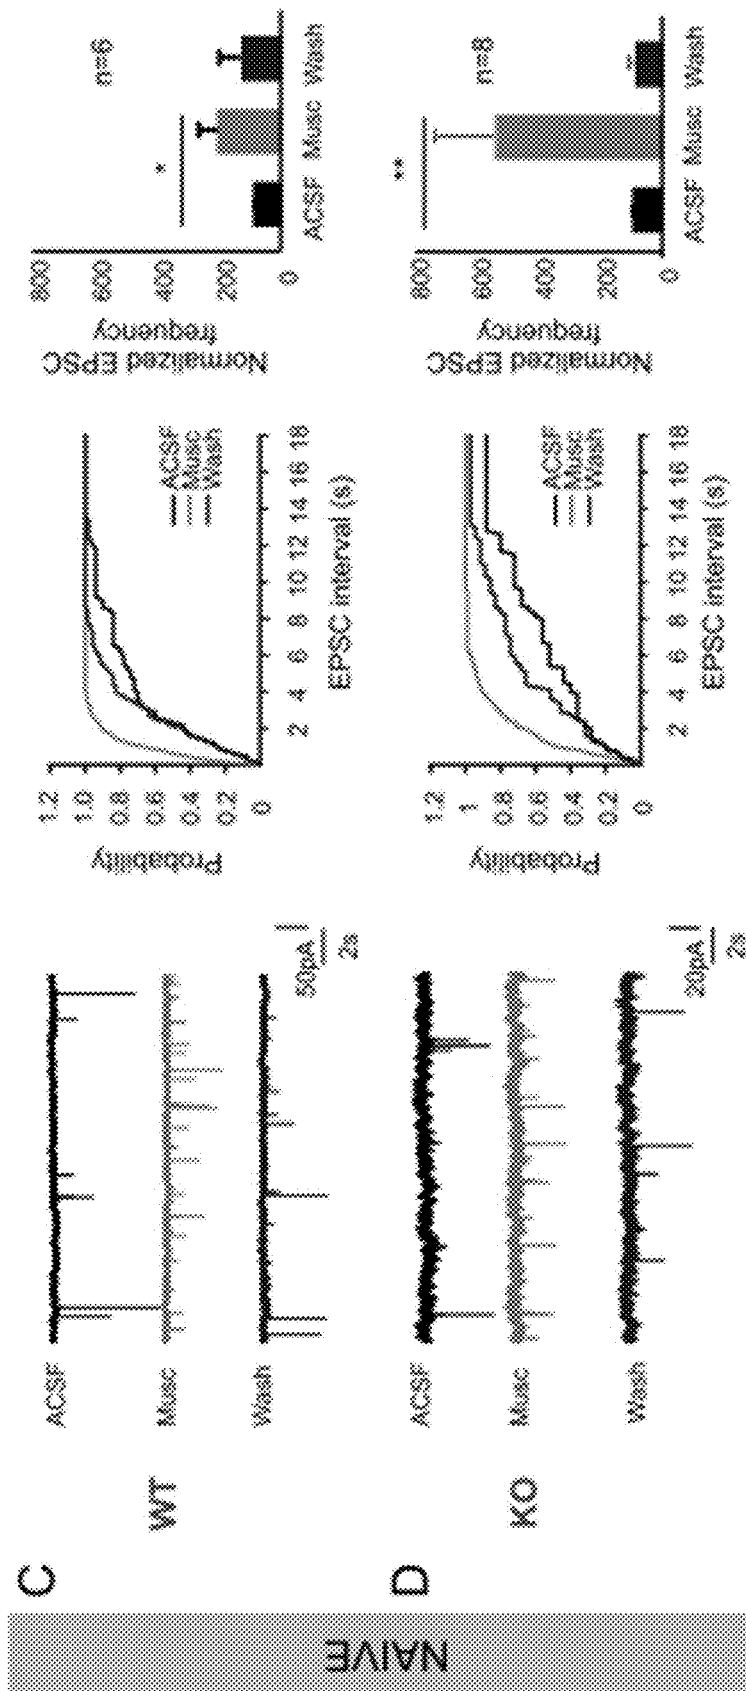 NAIVE
C
WT
ACSF
Musc
Wash
50pA
2s
Probability
1.2
1.0
0.8
0.6
0.4
0.2
0
2 4 6 8 10 12 14 16 18
EPSC interval (s)
ACSF
Musc
Wash
Normalized EPSC
frequency
800
600
400
200
0
*
n=6
ACSF Musc Wash
D
KO
ACSF
Musc
Wash
20pA
2s
Probability
1.2
1
0.8
0.6
0.4
0.2
0
2 4 6 8 10 12 14 16 18
EPSC interval (s)
ACSF
Musc
Wash
Normalized EPSC
frequency
800
600
400
200
0
**
n=8
ACSF Musc Wash